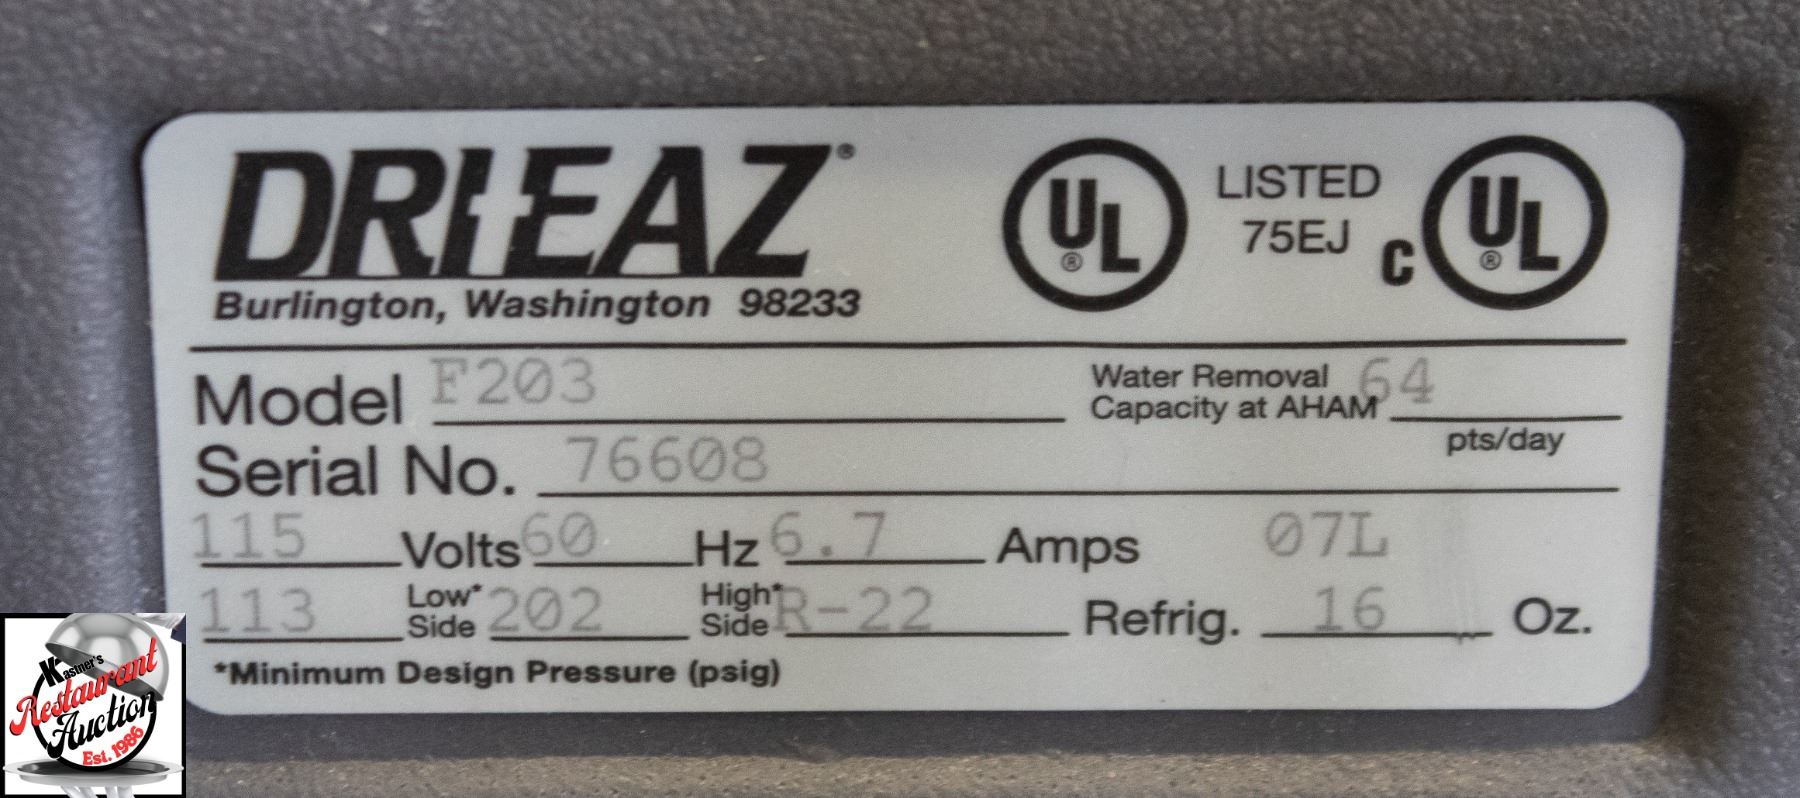 DRI-EAZ®
Burlington, Washington 98233
UL ® LISTED 75EJ C UL ®
Model F203
Water Removal 64
Capacity at AHAM
pts/day
Serial No. 76608
115 Volts 60 Hz 6.7 Amps 07L
113 Low* Side 202 High* Side R-22 Refrig. 16 Oz.
*Minimum Design Pressure (psig)
Kastner's
Restaurant
Auction
Est. 1986